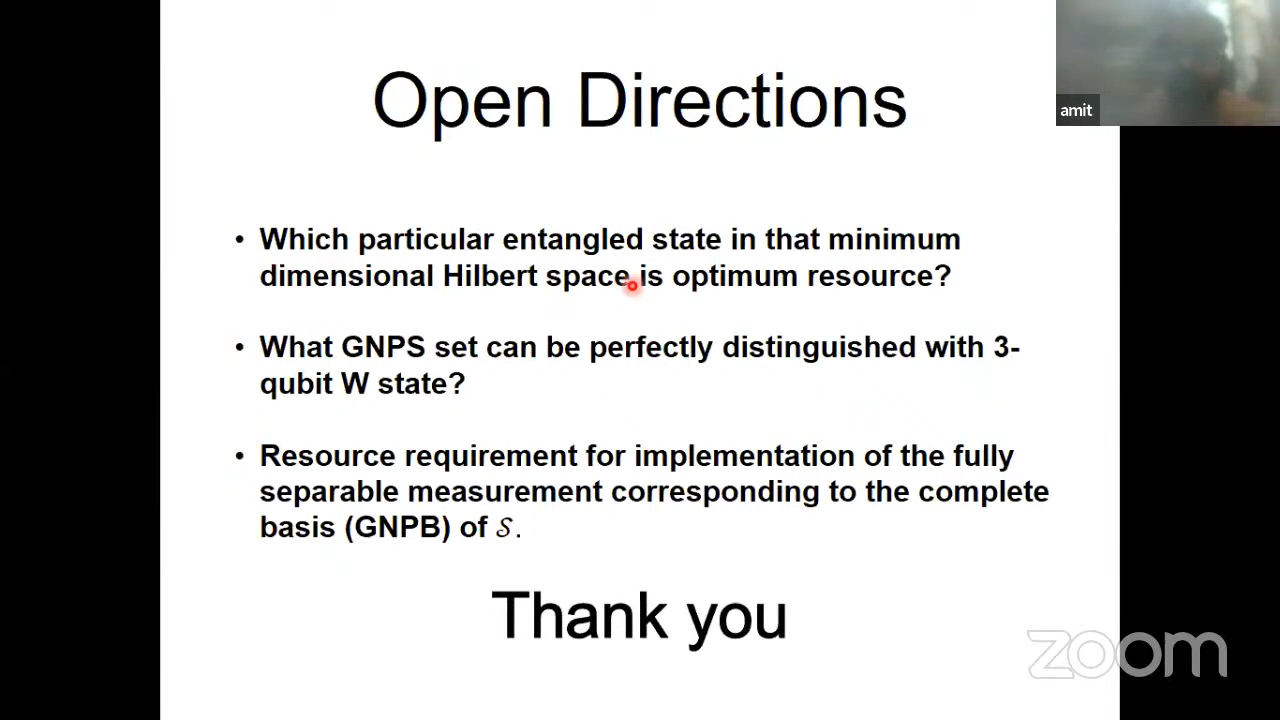 Open Directions
amit
• Which particular entangled state in that minimum
dimensional Hilbert space is optimum resource?
• What GNPS set can be perfectly distinguished with 3-
qubit W state?
• Resource requirement for implementation of the fully
separable measurement corresponding to the complete
basis (GNPB) of 𝒮.
Thank you
zoom